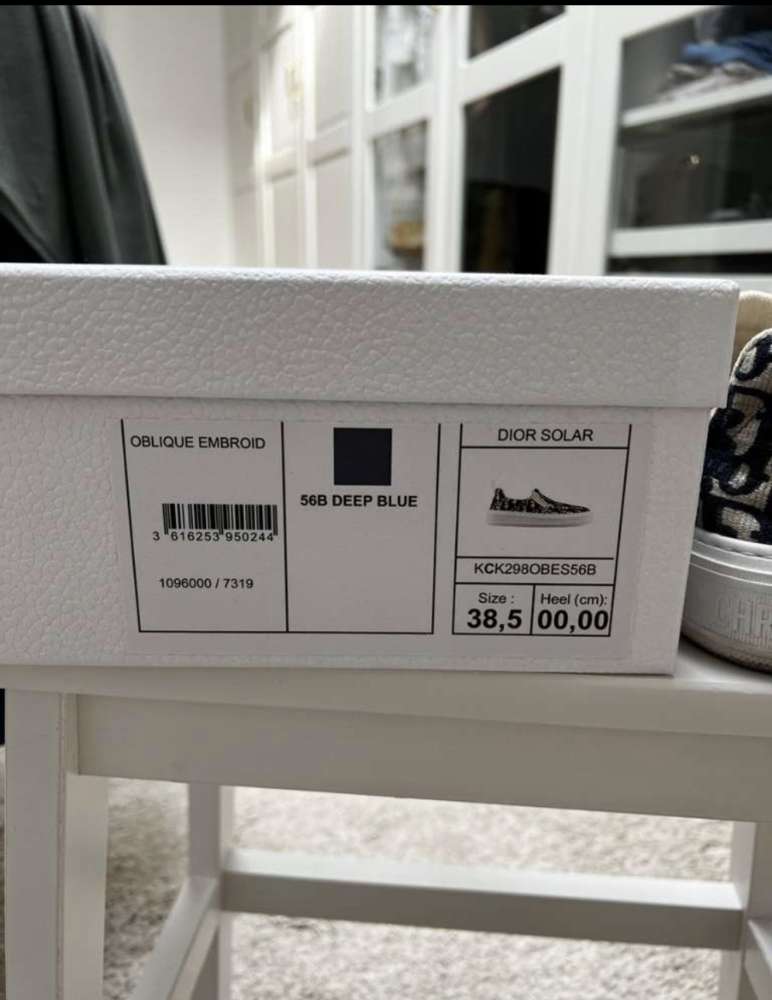 OBLIQUE EMBROID
3 616253 950244
1096000 / 7319
56B DEEP BLUE
DIOR SOLAR
KCK298OBES56B
Size :
38,5
Heel (cm):
00,00
CHR